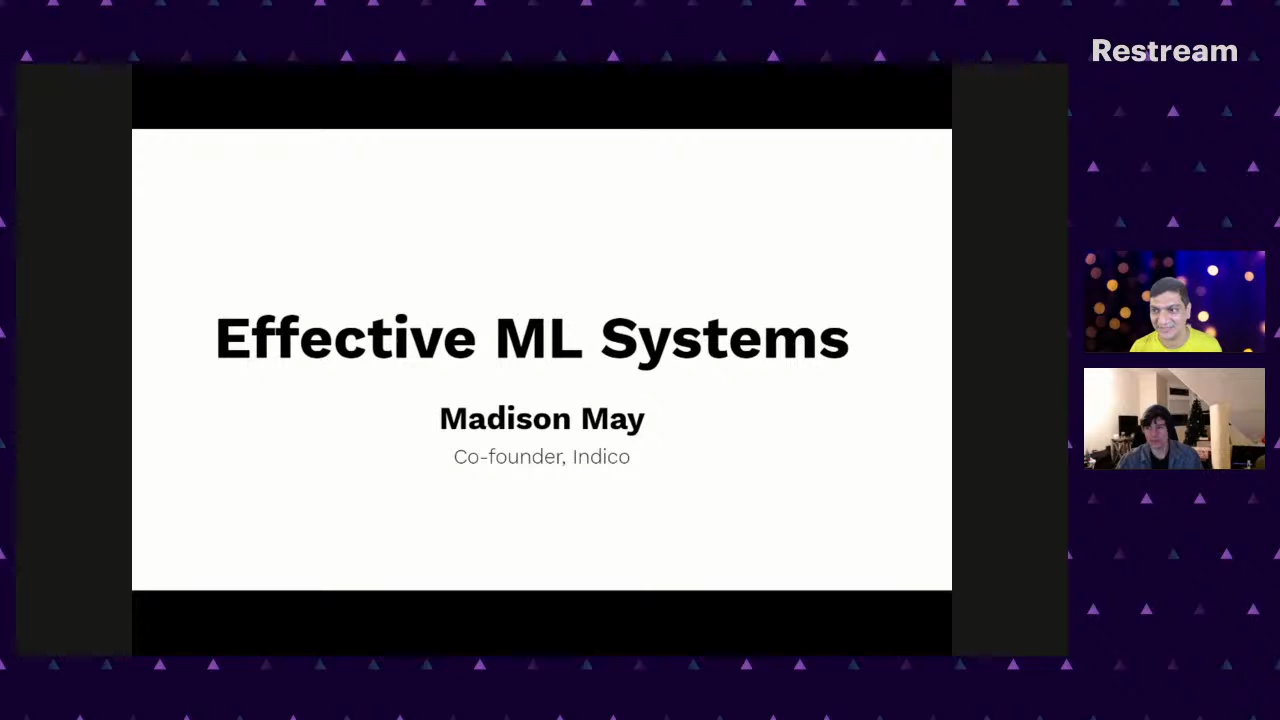 Restream
Effective ML Systems
Madison May
Co-founder, Indico